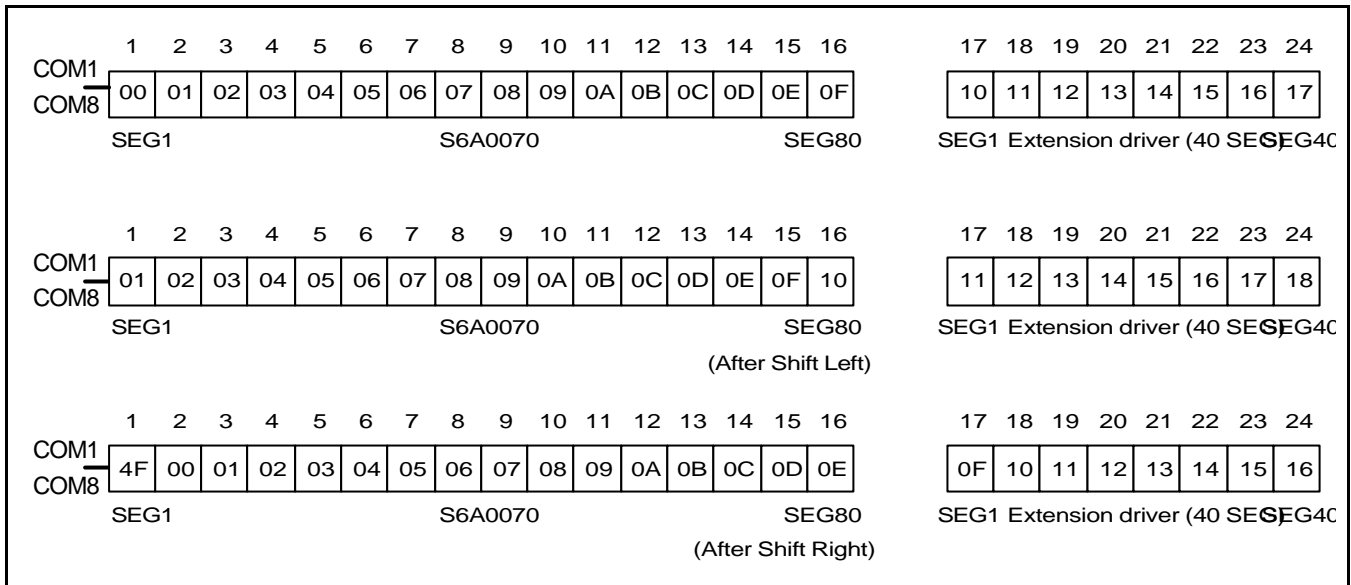 1 2 3 4 5 6 7 8 9 10 11 12 13 14 15 16 17 18 19 20 21 22 23 24
COM1
00 01 02 03 04 05 06 07 08 09 0A 0B 0C 0D 0E 0F 10 11 12 13 14 15 16 17
COM8
SEG1 S6A0070 SEG80 SEG1 Extension driver (40 SEG) SEG40
1 2 3 4 5 6 7 8 9 10 11 12 13 14 15 16 17 18 19 20 21 22 23 24
COM1
01 02 03 04 05 06 07 08 09 0A 0B 0C 0D 0E 0F 10 11 12 13 14 15 16 17 18
COM8
SEG1 S6A0070 SEG80 SEG1 Extension driver (40 SEG) SEG40
(After Shift Left)
1 2 3 4 5 6 7 8 9 10 11 12 13 14 15 16 17 18 19 20 21 22 23 24
COM1
4F 00 01 02 03 04 05 06 07 08 09 0A 0B 0C 0D 0E 0F 10 11 12 13 14 15 16
COM8
SEG1 S6A0070 SEG80 SEG1 Extension driver (40 SEG) SEG40
(After Shift Right)